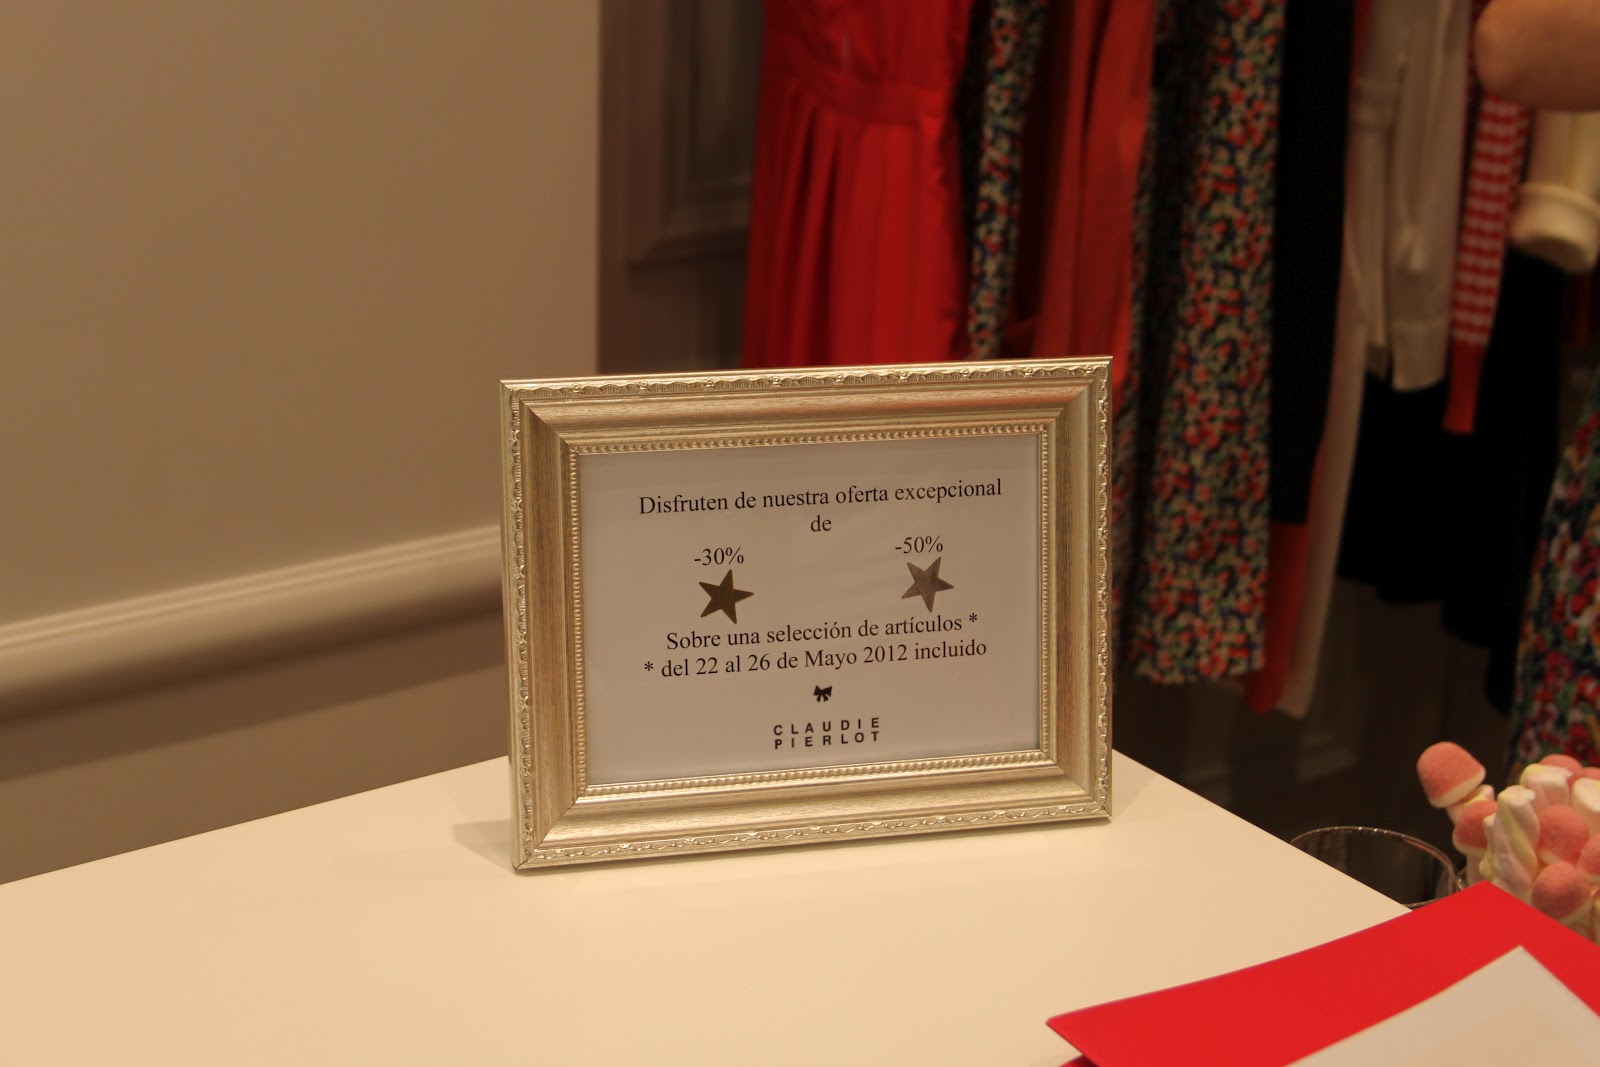 Disfruten de nuestra oferta excepcional
de
-30% -50%
Sobre una selección de artículos *
* del 22 al 26 de Mayo 2012 incluido
CLAUDIE
PIERLOT